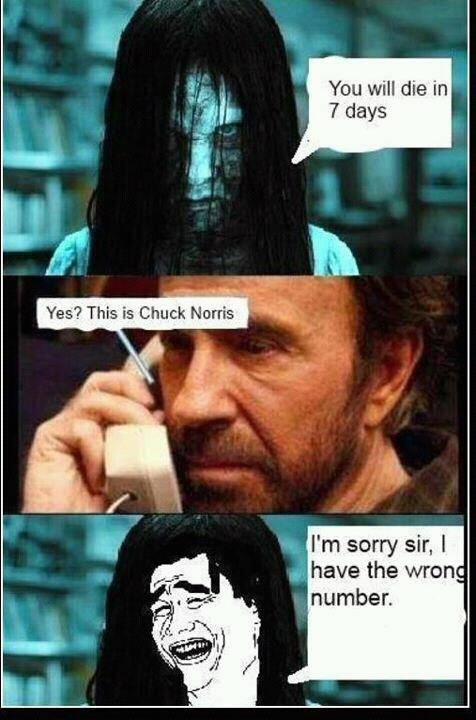 You will die in
7 days
Yes? This is Chuck Norris
I'm sorry sir, I
have the wrong
number.